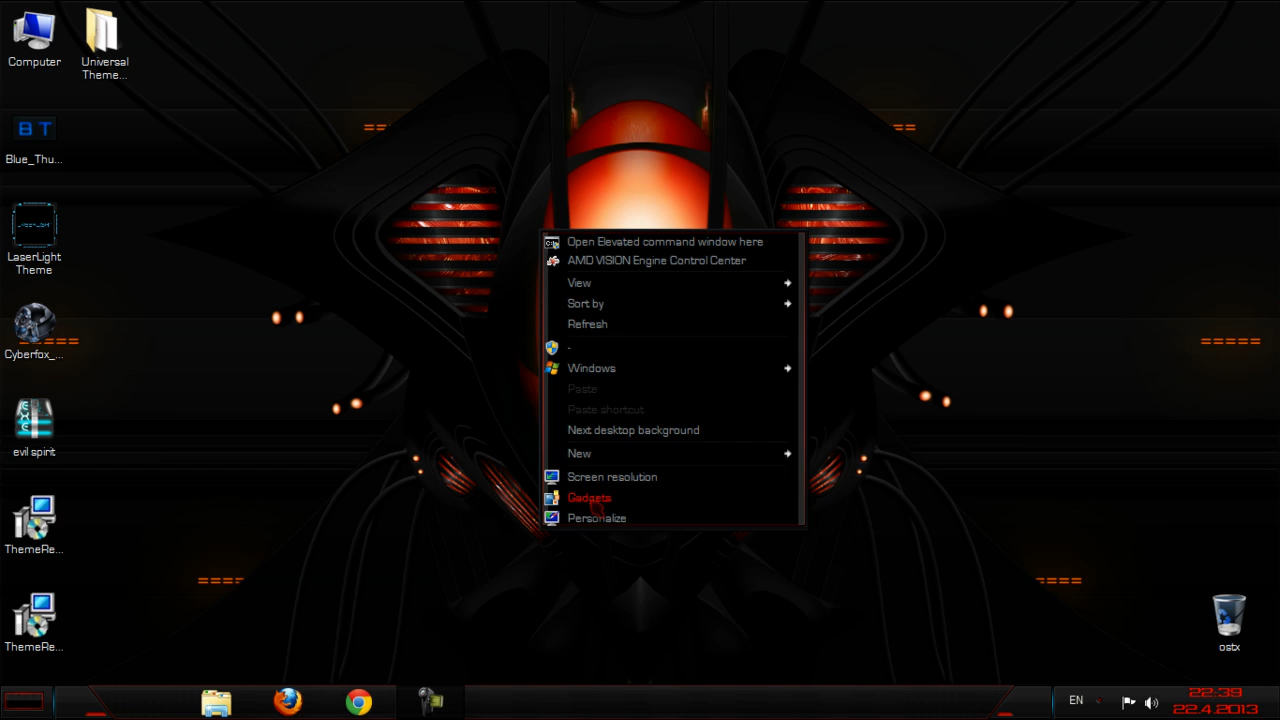 Computer
Universal
Theme...
BT
Blue_Thu...
LaserLight
Theme
Cyberfox_...
evil spirit
ThemeRe...
ThemeRe...
Open Elevated command window here
AMD VISION Engine Control Center
View
Sort by
Refresh
-
Windows
Paste
Paste shortcut
Next desktop background
New
Screen resolution
Gadgets
Personalize
ostx
EN
22:39
22.4.2013